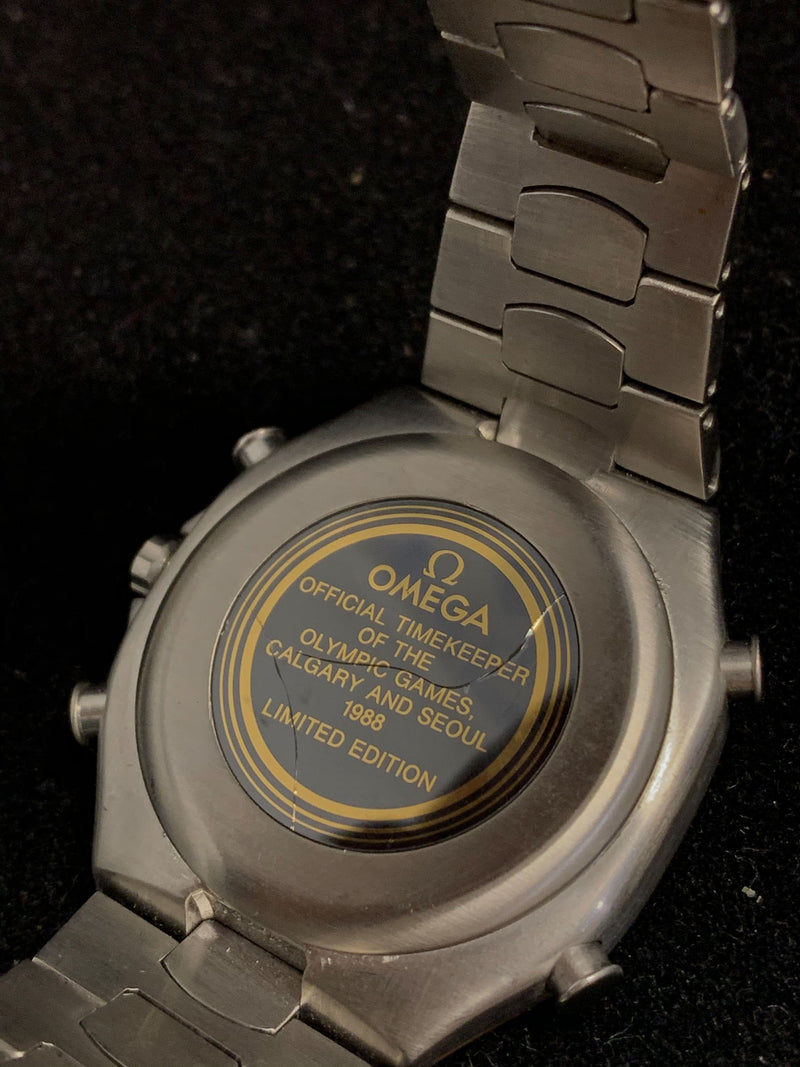 Ω
OMEGA
OFFICIAL TIMEKEEPER
OF THE
OLYMPIC GAMES,
CALGARY AND SEOUL
1988
LIMITED EDITION